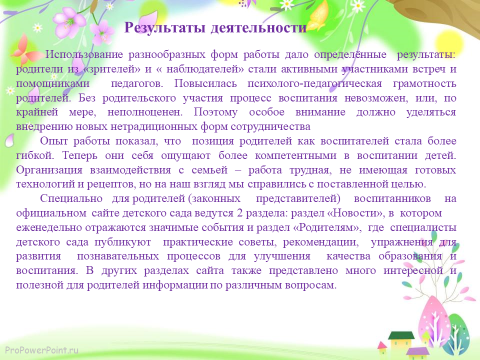 Результаты деятельности
Использование разнообразных форм работы дало определённые результаты:
родители из «зрителей» и « наблюдателей» стали активными участниками встреч и
помощниками педагогов. Повысилась психолого-педагогическая грамотность
родителей. Без родительского участия процесс воспитания невозможен, или, по
крайней мере, неполноценен. Поэтому особое внимание должно уделяться
внедрению новых нетрадиционных форм сотрудничества
Опыт работы показал, что позиция родителей как воспитателей стала более
гибкой. Теперь они себя ощущают более компетентными в воспитании детей.
Организация взаимодействия с семьей – работа трудная, не имеющая готовых
технологий и рецептов, но на наш взгляд мы справились с поставленной целью.
Специально для родителей (законных представителей) воспитанников на
официальном сайте детского сада ведутся 2 раздела: раздел «Новости», в котором
еженедельно отражаются значимые события и раздел «Родителям», где специалисты
детского сада публикуют практические советы, рекомендации, упражнения для
развития познавательных процессов для улучшения качества образования и
воспитания. В других разделах сайта также представлено много интересной и
полезной для родителей информации по различным вопросам.
ProPowerPoint.ru